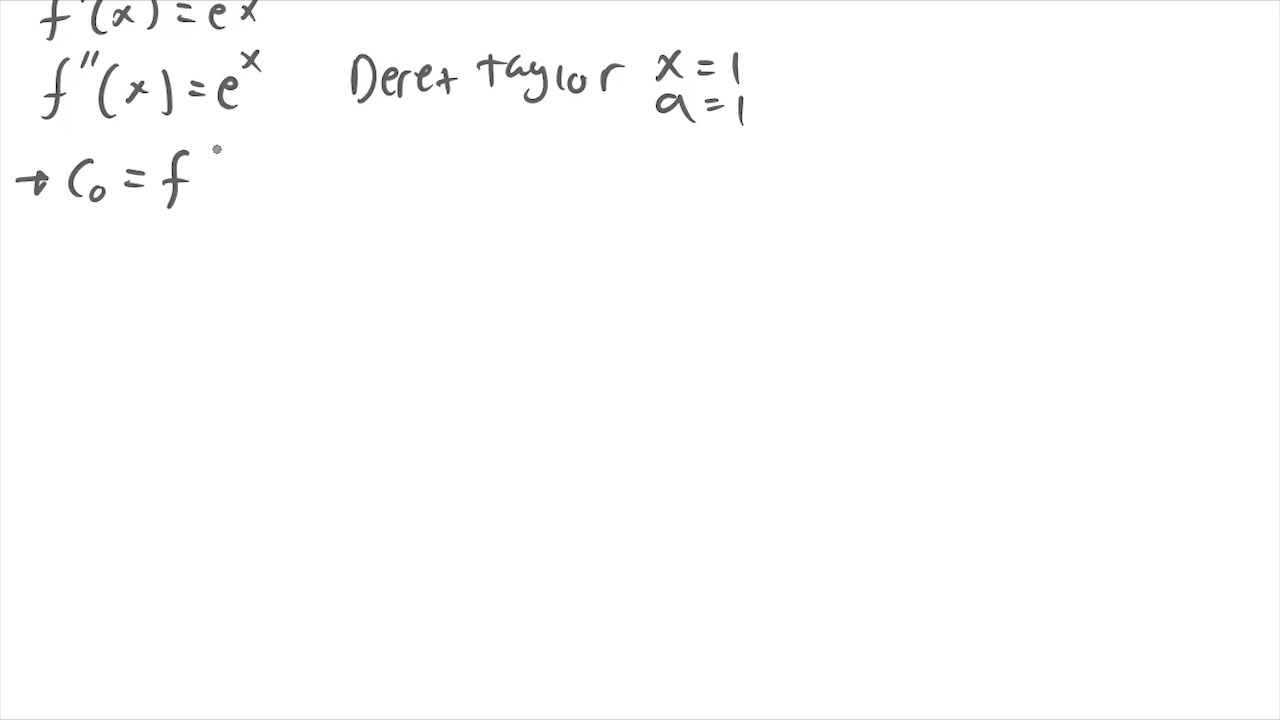 f'(x) = e^x
f''(x) = e^x
Deret taylor x = 1
a = 1
→ C₀ = f